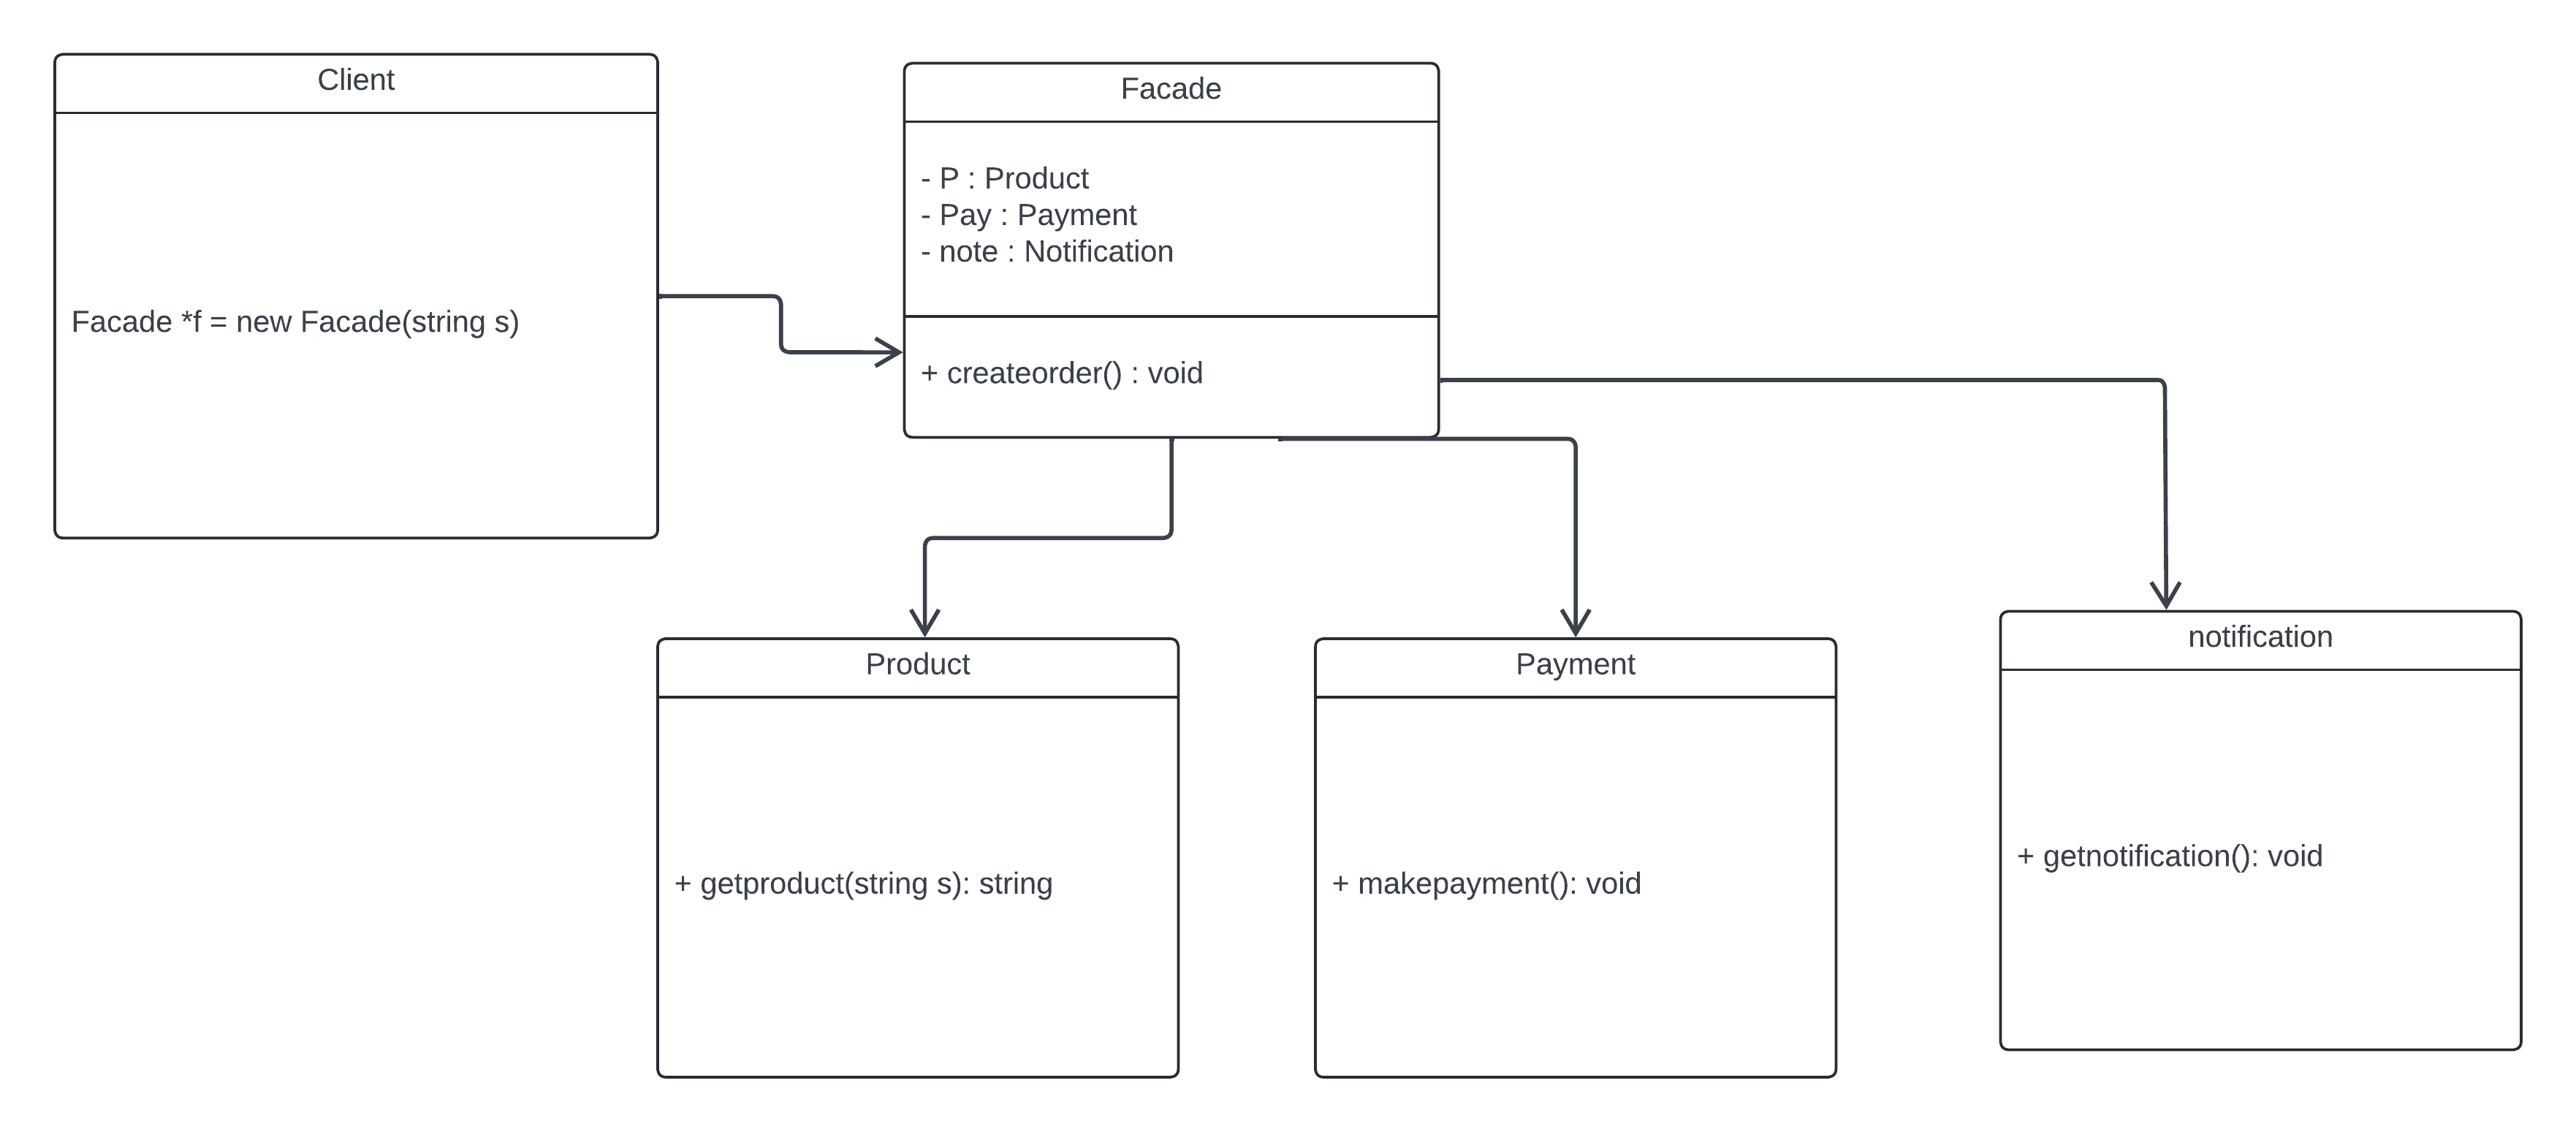 Client
Facade *f = new Facade(string s)
Facade
- P : Product
- Pay : Payment
- note : Notification
+ createorder() : void
Product
+ getproduct(string s): string
Payment
+ makepayment(): void
notification
+ getnotification(): void